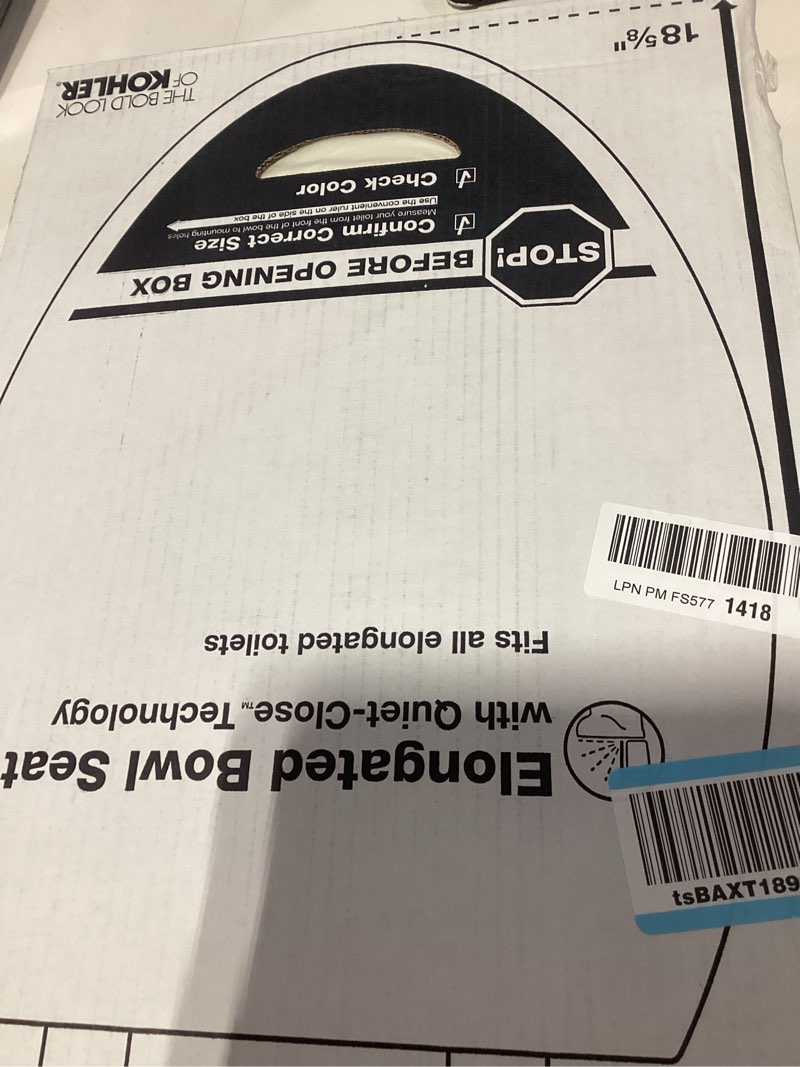 Elongated Bowl Seat
with Quiet-Close™ Technology
Fits all elongated toilets
STOP! BEFORE OPENING BOX
☑ Confirm Correct Size
Measure your toilet from the front of the bowl to mounting holes
Use the convenient ruler on the side of the box
☑ Check Color
THE BOLD LOOK
OF KOHLER®
18⅝"
LPN PM FS577 1418
tsBAXT189